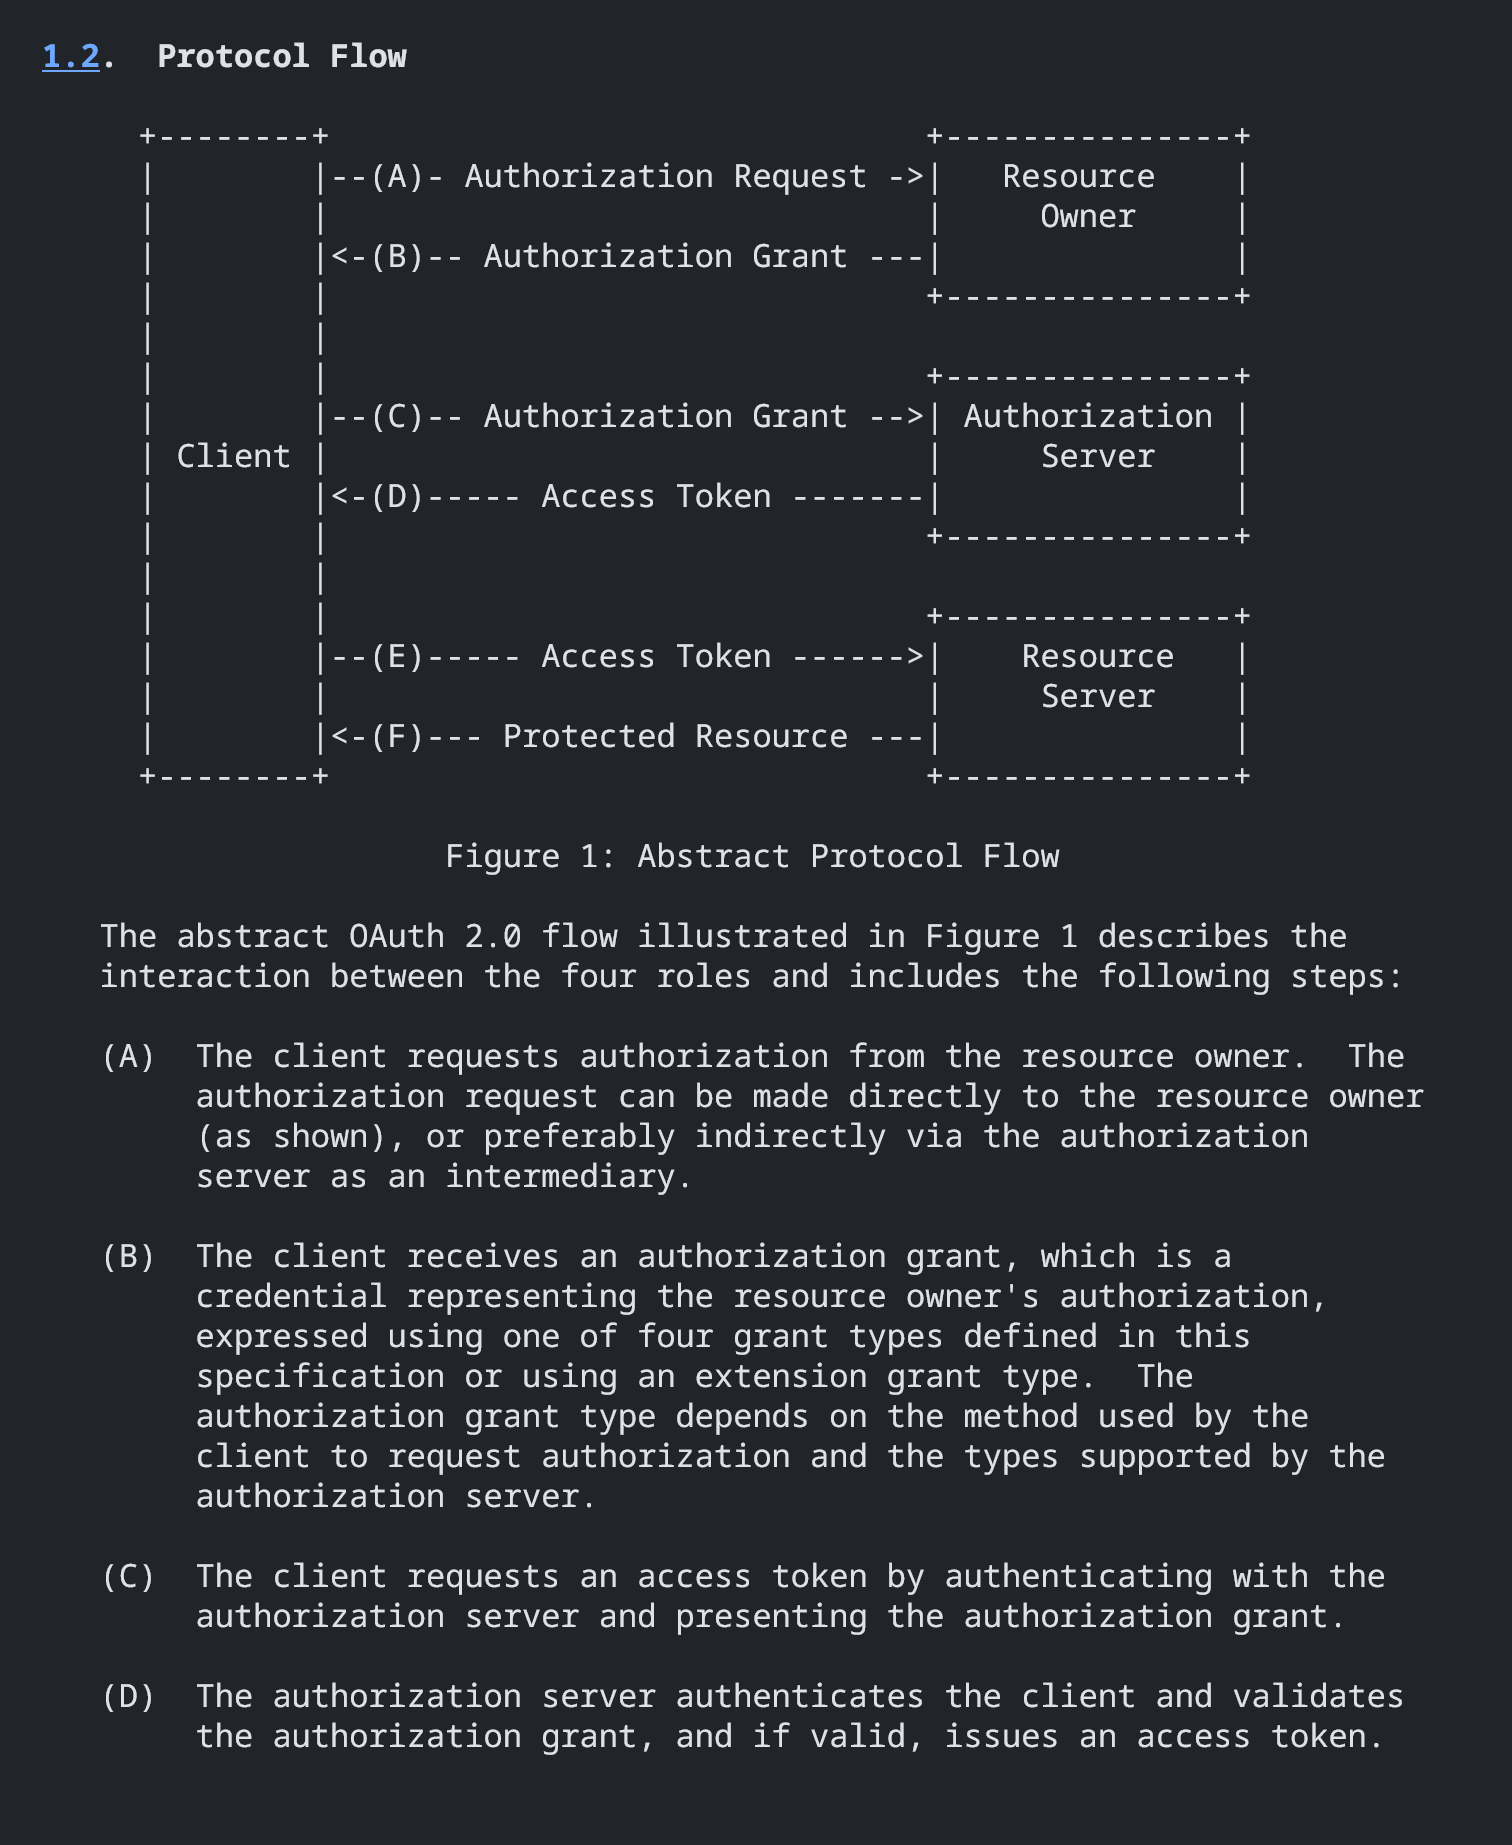 1.2.  Protocol Flow
     +--------+                               +---------------+
     |        |--(A)- Authorization Request ->|   Resource    |
     |        |                               |     Owner     |
     |        |<-(B)-- Authorization Grant ---|               |
     |        |                               +---------------+
     |        |
     |        |                               +---------------+
     |        |--(C)-- Authorization Grant -->| Authorization |
     | Client |                               |     Server    |
     |        |<-(D)----- Access Token -------|               |
     |        |                               +---------------+
     |        |
     |        |                               +---------------+
     |        |--(E)----- Access Token ------>|    Resource   |
     |        |                               |     Server    |
     |        |<-(F)--- Protected Resource ---|               |
     +--------+                               +---------------+
                     Figure 1: Abstract Protocol Flow
   The abstract OAuth 2.0 flow illustrated in Figure 1 describes the
   interaction between the four roles and includes the following steps:
   (A)  The client requests authorization from the resource owner.  The
        authorization request can be made directly to the resource owner
        (as shown), or preferably indirectly via the authorization
        server as an intermediary.
   (B)  The client receives an authorization grant, which is a
        credential representing the resource owner's authorization,
        expressed using one of four grant types defined in this
        specification or using an extension grant type.  The
        authorization grant type depends on the method used by the
        client to request authorization and the types supported by the
        authorization server.
   (C)  The client requests an access token by authenticating with the
        authorization server and presenting the authorization grant.
   (D)  The authorization server authenticates the client and validates
        the authorization grant, and if valid, issues an access token.